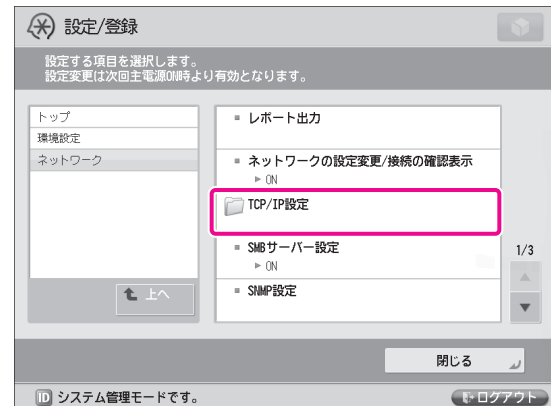 設定/登録
設定する項目を選択します。
設定変更は次回主電源ON時より有効となります。
トップ
環境設定
ネットワーク
上へ
レポート出力
ネットワークの設定変更/接続の確認表示
▶ ON
TCP/IP設定
SMBサーバー設定
▶ ON
SNMP設定
1/3
閉じる
ID システム管理モードです。
ログアウト